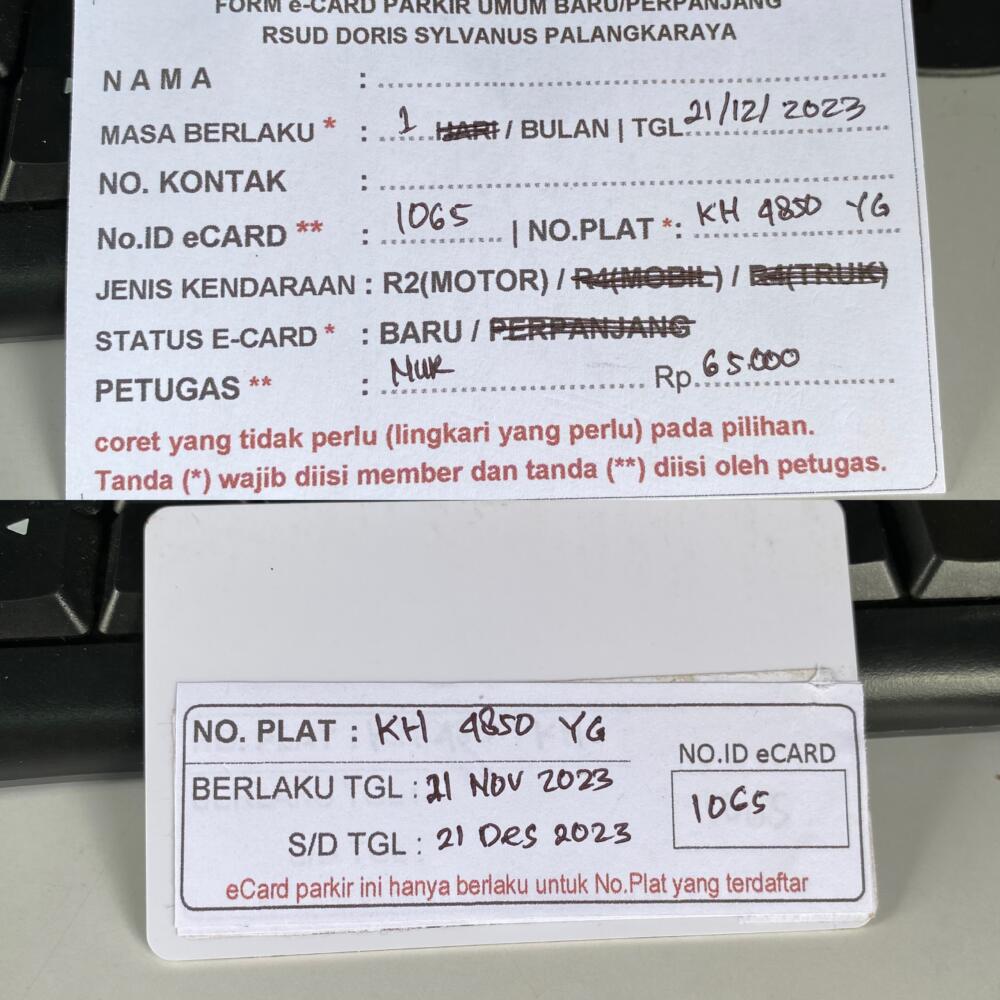 FORM e-CARD PARKIR UMUM BARU/PERPANJANG
RSUD DORIS SYLVANUS PALANGKARAYA
NAMA :
MASA BERLAKU * : 1 HARI / BULAN | TGL 21/12/2023
NO. KONTAK :
No.ID eCARD ** : 1065 | NO.PLAT *: KH 4850 YG
JENIS KENDARAAN : R2(MOTOR) / R4(MOBIL) / R4(TRUK)
STATUS E-CARD * : BARU / PERPANJANG
PETUGAS ** : MUR Rp. 65.000
coret yang tidak perlu (lingkari yang perlu) pada pilihan.
Tanda (*) wajib diisi member dan tanda (**) diisi oleh petugas.
NO. PLAT : KH 4850 YG
NO.ID eCARD
BERLAKU TGL : 21 NOV 2023
1065
S/D TGL : 21 Des 2023
eCard parkir ini hanya berlaku untuk No.Plat yang terdaftar